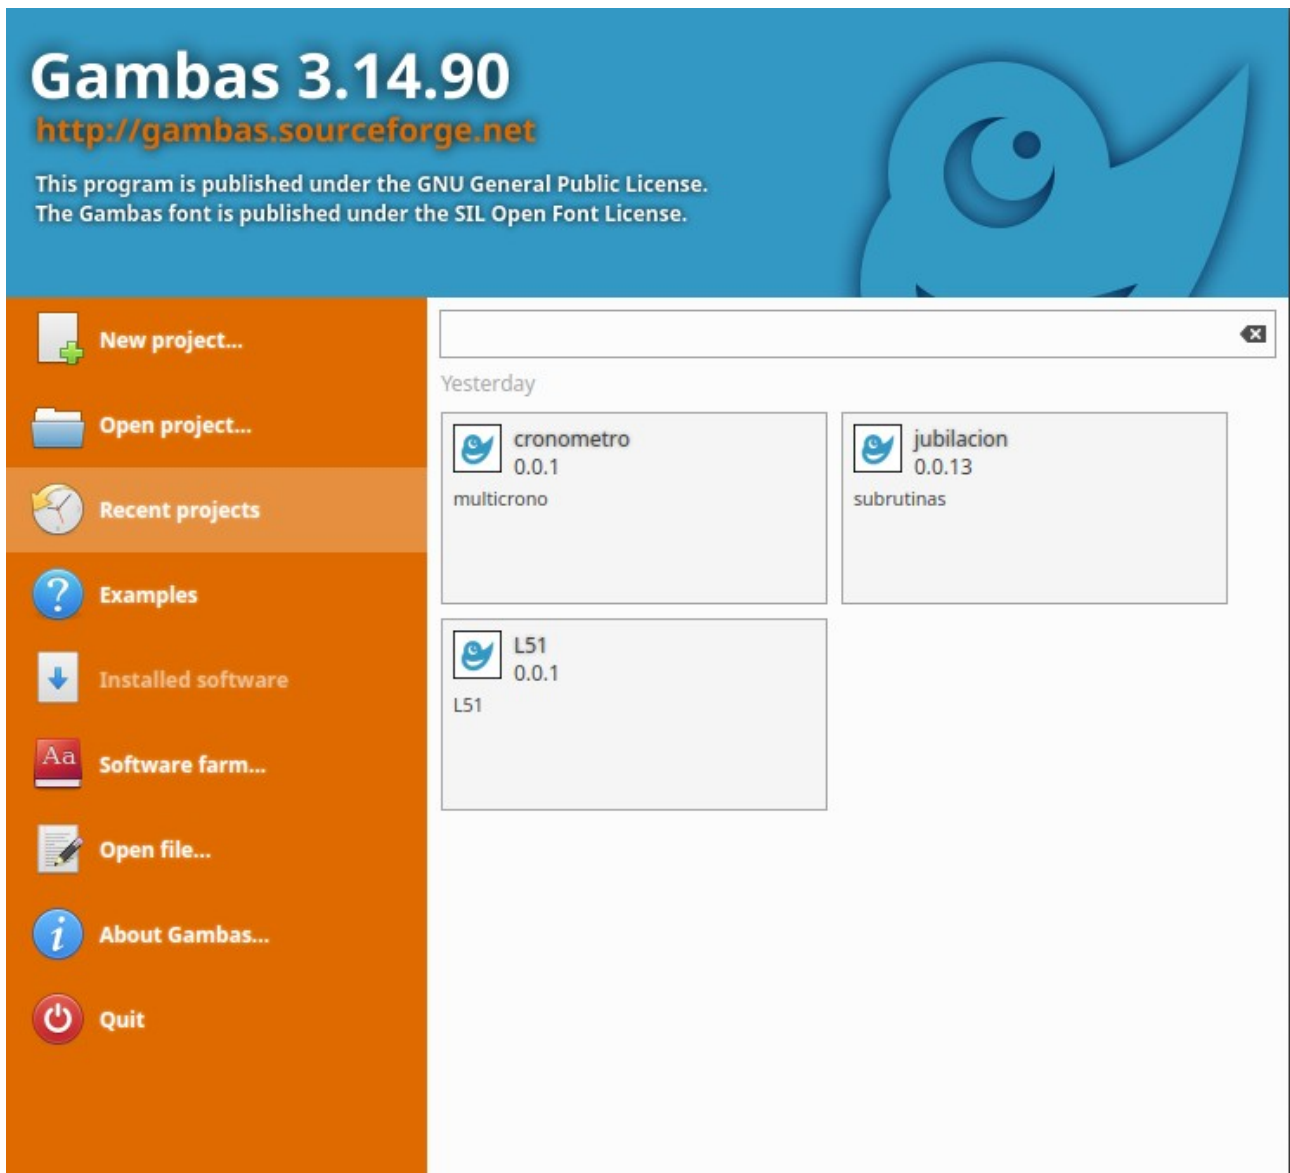 Gambas 3.14.90
http://gambas.sourceforge.net
This program is published under the GNU General Public License.
The Gambas font is published under the SIL Open Font License.
New project...
Open project...
Recent projects
Examples
Installed software
Aa
Software farm...
Open file...
About Gambas...
Quit
Yesterday
cronometro
0.0.1
multicrono
jubilacion
0.0.13
subrutinas
L51
0.0.1
L51